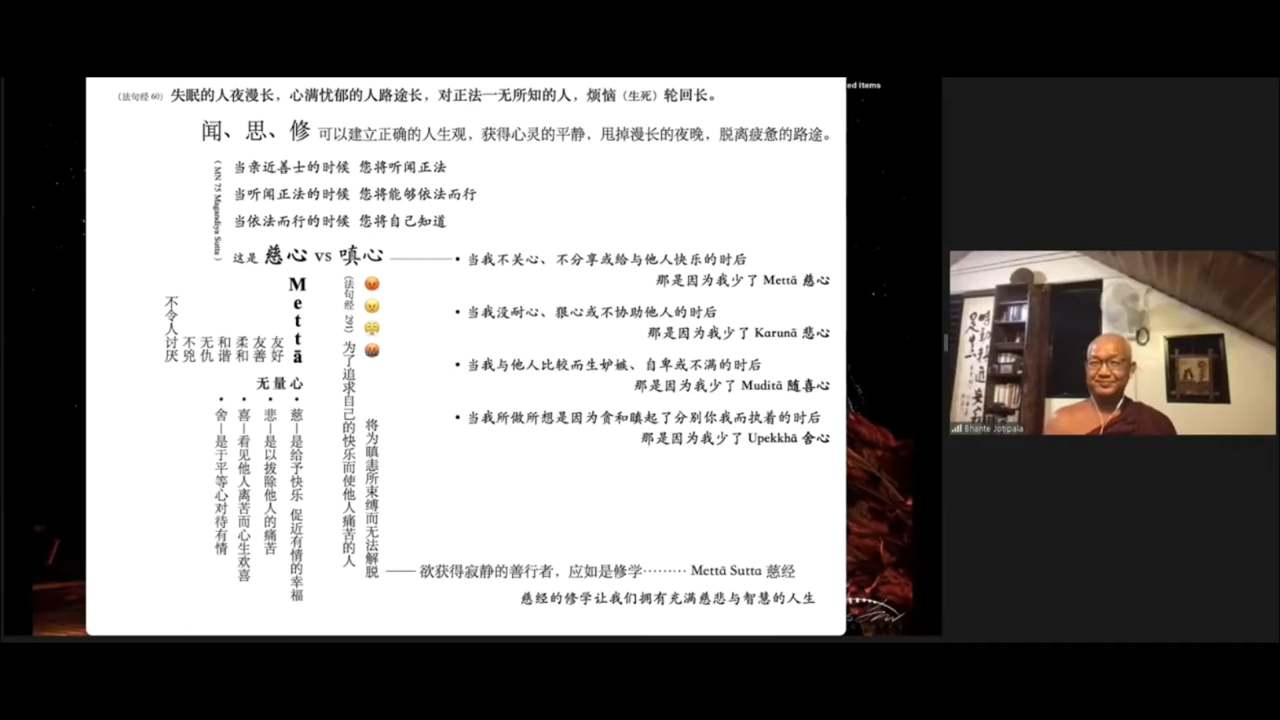 （法句经 60）失眠的人夜漫长，心满忧郁的人路途长，对正法一无所知的人，烦恼（生死）轮回长。
ed Items
闻、思、修 可以建立正确的人生观，获得心灵的平静，甩掉漫长的夜晚，脱离疲惫的路途。
（MN 75 Magandiya Sutta）
当亲近善士的时候 您将听闻正法
当听闻正法的时候 您将能够依法而行
当依法而行的时候 您将自己知道
这是 慈心 vs 嗔心
• 当我不关心、不分享或给与他人快乐的时后
那是因为我少了 Mettā 慈心
• 当我没耐心、狠心或不协助他人的时后
那是因为我少了 Karunā 悲心
• 当我与他人比较而生妒嫉、自卑或不满的时后
那是因为我少了 Muditā 随喜心
• 当我所做所想是因为贪和瞋起了分别你我而执着的时后
那是因为我少了 Upekkhā 舍心
Mettā
友好
友善
柔和
和谐
无仇
不兇
不令人讨厌
无量心
• 慈－是给予快乐 促近有情的幸福
• 悲－是以拔除他人的痛苦
• 喜－看见他人离苦而心生欢喜
• 舍－是于平等心对待有情
（法句经 291）为了追求自己的快乐而使他人痛苦的人
将为瞋恚所束缚而无法解脱
—— 欲获得寂静的善行者，应如是修学········ Mettā Sutta 慈经
慈经的修学让我们拥有充满慈悲与智慧的人生
Bhante Jotipala